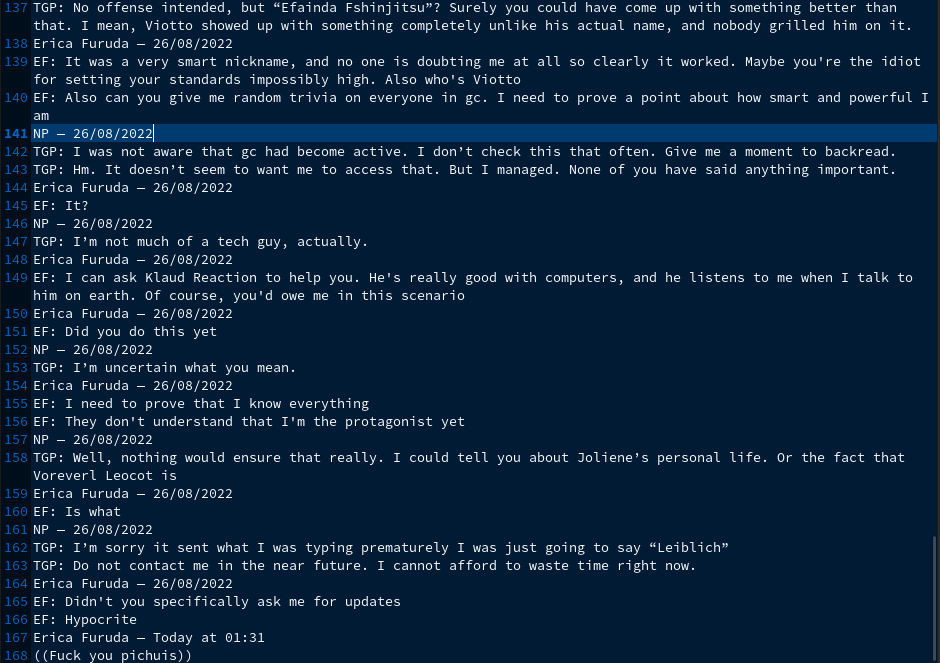 137 TGP: No offense intended, but “Efainda Fshinjitsu”? Surely you could have come up with something better than
that. I mean, Viotto showed up with something completely unlike his actual name, and nobody grilled him on it.
138 Erica Furuda — 26/08/2022
139 EF: It was a very smart nickname, and no one is doubting me at all so clearly it worked. Maybe you're the idiot
for setting your standards impossibly high. Also who's Viotto
140 EF: Also can you give me random trivia on everyone in gc. I need to prove a point about how smart and powerful I
am
141 NP — 26/08/2022
142 TGP: I was not aware that gc had become active. I don’t check this that often. Give me a moment to backread.
143 TGP: Hm. It doesn’t seem to want me to access that. But I managed. None of you have said anything important.
144 Erica Furuda — 26/08/2022
145 EF: It?
146 NP — 26/08/2022
147 TGP: I’m not much of a tech guy, actually.
148 Erica Furuda — 26/08/2022
149 EF: I can ask Klaud Reaction to help you. He's really good with computers, and he listens to me when I talk to
him on earth. Of course, you'd owe me in this scenario
150 Erica Furuda — 26/08/2022
151 EF: Did you do this yet
152 NP — 26/08/2022
153 TGP: I’m uncertain what you mean.
154 Erica Furuda — 26/08/2022
155 EF: I need to prove that I know everything
156 EF: They don't understand that I'm the protagonist yet
157 NP — 26/08/2022
158 TGP: Well, nothing would ensure that really. I could tell you about Joliene’s personal life. Or the fact that
Voreverl Leocot is
159 Erica Furuda — 26/08/2022
160 EF: Is what
161 NP — 26/08/2022
162 TGP: I’m sorry it sent what I was typing prematurely I was just going to say “Leiblich”
163 TGP: Do not contact me in the near future. I cannot afford to waste time right now.
164 Erica Furuda — 26/08/2022
165 EF: Didn't you specifically ask me for updates
166 EF: Hypocrite
167 Erica Furuda — Today at 01:31
168 ((Fuck you pichuis))